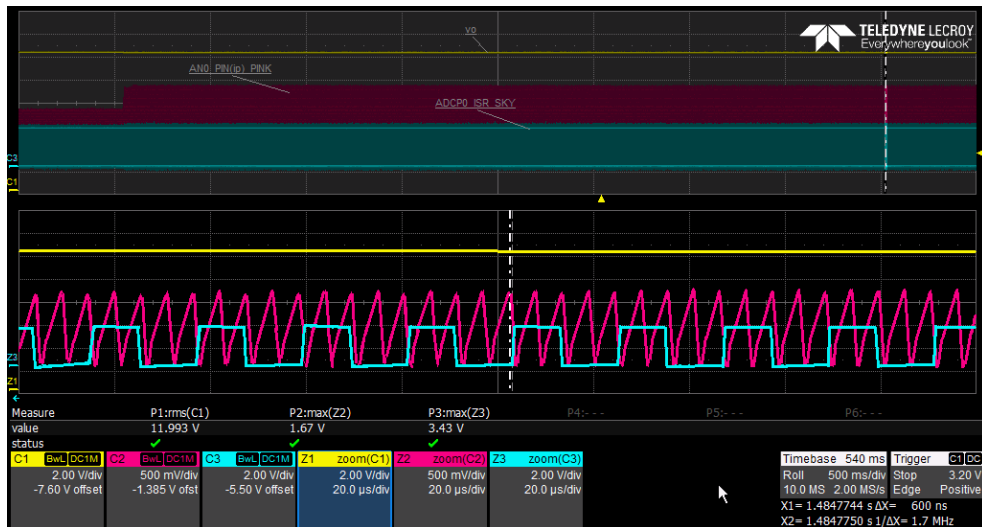 TELEDYNE LECROY
Everywhereyoulook™
vo
AN0_PIN(ip)_PINK
ADCP0_ISR_SKY
C3
C1
Z3
Z1
Measure P1:rms(C1) P2:max(Z2) P3:max(Z3) P4:- - - P5:- - - P6:- - -
value 11.993 V 1.67 V 3.43 V
status
C1 BwL DC1M C2 BwL DC1M C3 BwL DC1M Z1 zoom(C1) Z2 zoom(C2) Z3 zoom(C3) Timebase 540 ms Trigger C1 DC
2.00 V/div 500 mV/div 2.00 V/div 2.00 V/div 500 mV/div 2.00 V/div Roll 500 ms/div Stop 3.20 V
-7.60 V offset -1.385 V ofst -5.50 V offset 20.0 µs/div 20.0 µs/div 20.0 µs/div 10.0 MS 2.00 MS/s Edge Positive
X1= 1.4847744 s ΔX= 600 ns
X2= 1.4847750 s 1/ΔX= 1.7 MHz